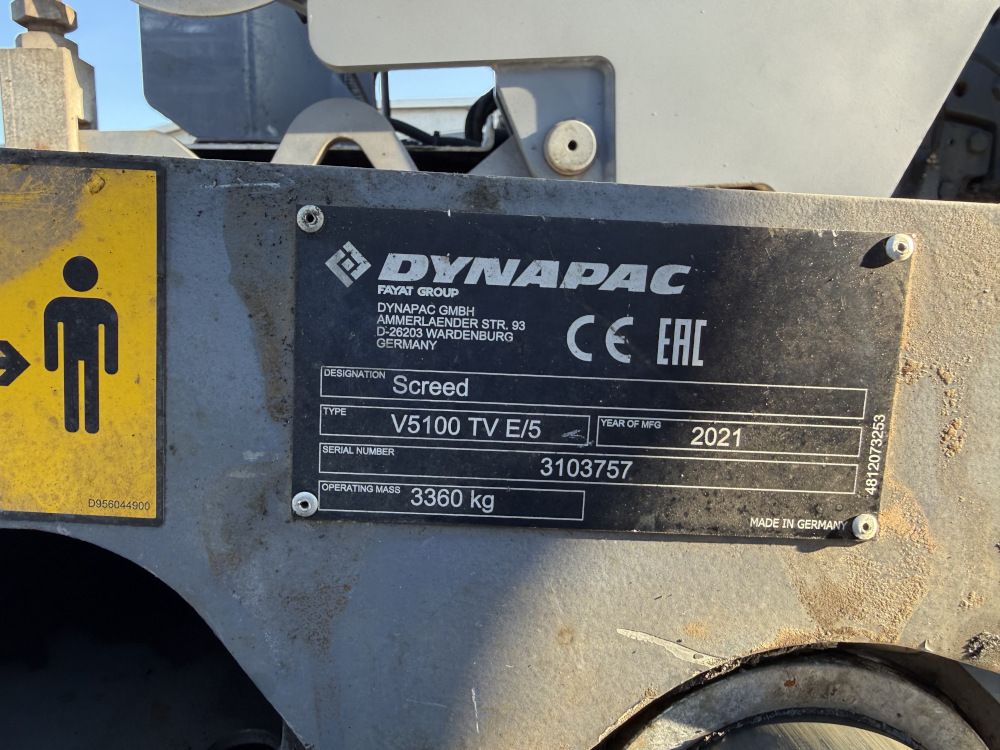 DYNAPAC
FAYAT GROUP
DYNAPAC GMBH
AMMERLAENDER STR. 93
D-26203 WARDENBURG
GERMANY
CE EAC
DESIGNATION Screed
TYPE V5100 TV E/5 YEAR OF MFG 2021
SERIAL NUMBER 3103757
OPERATING MASS 3360 kg
MADE IN GERMANY
4812073253
D956044900